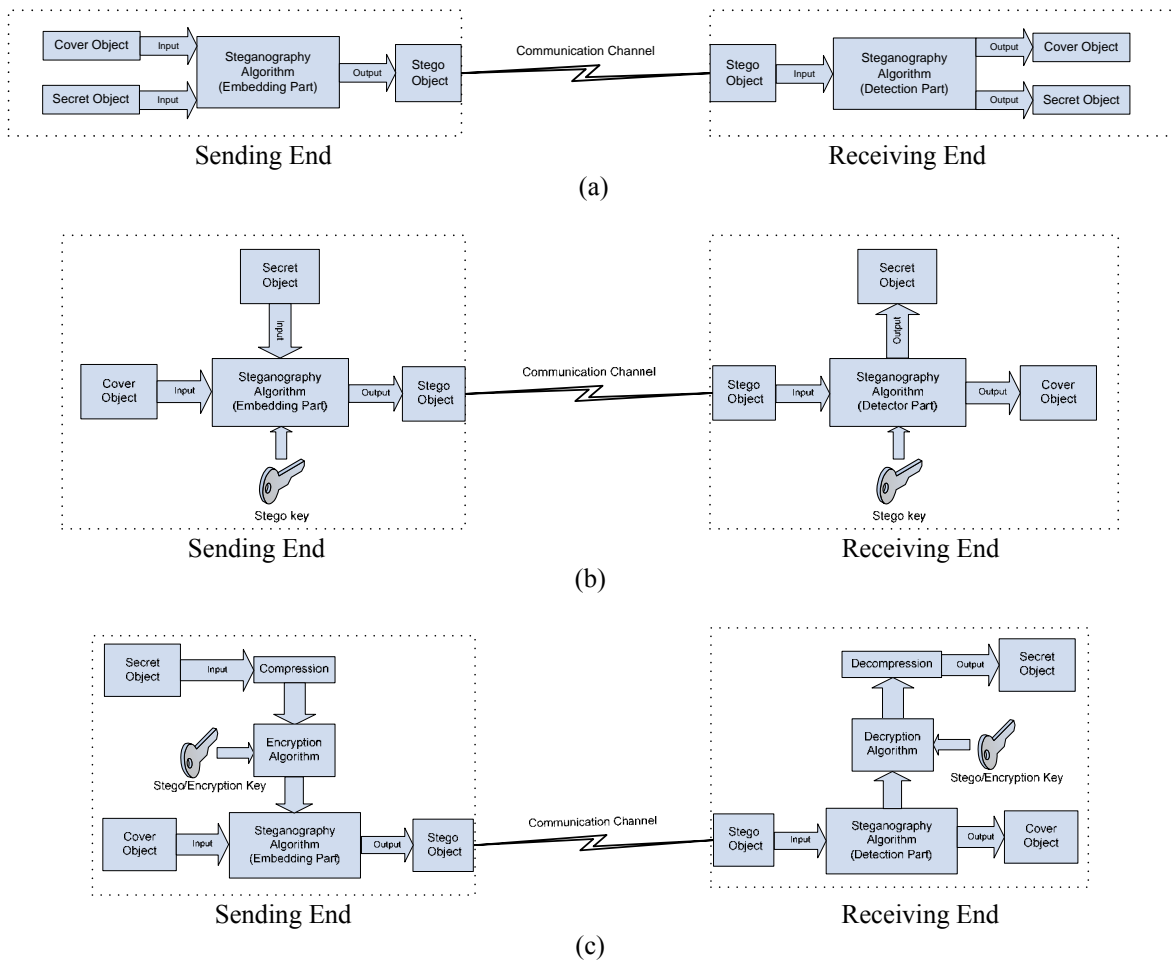 Cover Object
Input
Steganography
Algorithm
(Embedding Part)
Output
Stego
Object
Secret Object
Input
Communication Channel
Stego
Object
Input
Steganography
Algorithm
(Detection Part)
Output
Cover Object
Output
Secret Object
Sending End
Receiving End
(a)
Secret
Object
Input
Cover
Object
Input
Steganography
Algorithm
(Embedding Part)
Output
Stego
Object
Stego key
Communication Channel
Secret
Object
Output
Stego
Object
Input
Steganography
Algorithm
(Detector Part)
Output
Cover
Object
Stego key
Sending End
Receiving End
(b)
Secret
Object
Input
Compression
Encryption
Algorithm
Stego/Encryption Key
Cover
Object
Input
Steganography
Algorithm
(Embedding Part)
Output
Stego
Object
Communication Channel
Decompression
Output
Secret
Object
Decryption
Algorithm
Stego/Encryption Key
Stego
Object
Input
Steganography
Algorithm
(Detection Part)
Output
Cover
Object
Sending End
Receiving End
(c)